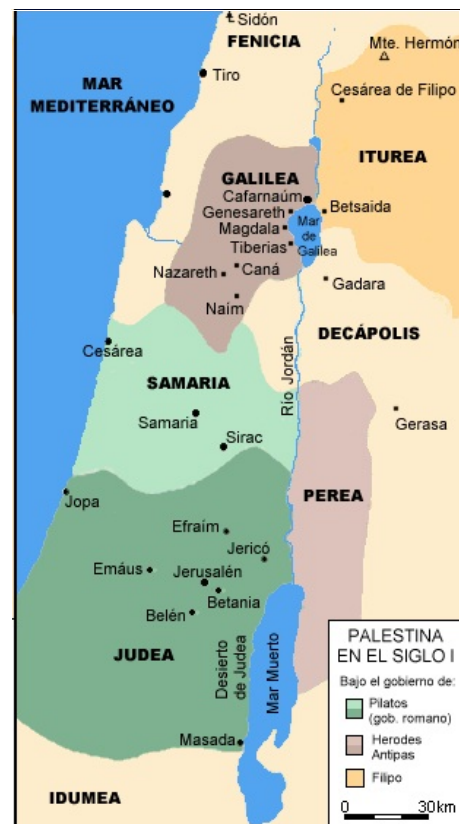 Sidón
FENICIA
Mte. Hermón
MAR
MEDITERRÁNEO
Tiro
Cesárea de Filipo
ITUREA
GALILEA
Cafarnaúm
Genesareth
Betsaida
Magdala
Mar
de
Galilea
Tiberias
Nazareth
Caná
Gadara
Naím
DECÁPOLIS
Cesárea
Río Jordán
SAMARIA
Samaria
Gerasa
Sirac
Jopa
PEREA
Efraím
Jericó
Emáus
Jerusalén
Betania
Belén
JUDEA
Desierto
de Judea
Mar Muerto
Masada
IDUMEA
PALESTINA
EN EL SIGLO I
Bajo el gobierno de:
Pilatos
(gob. romano)
Herodes
Antipas
Filipo
0 30km